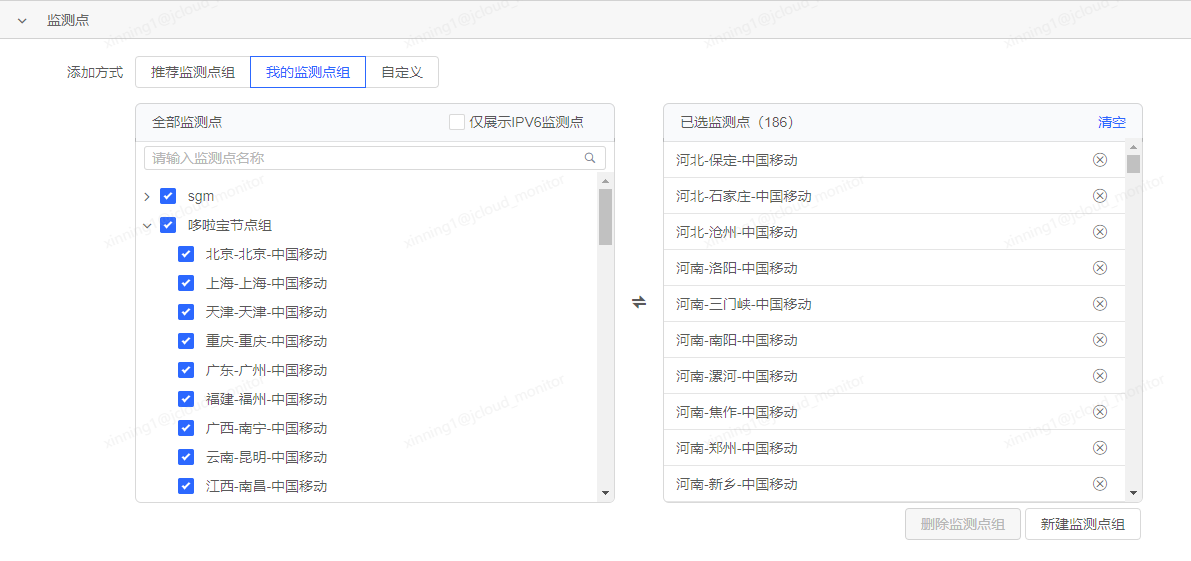 监测点
添加方式 推荐监测点组 我的监测点组 自定义
全部监测点 仅展示IPV6监测点
请输入监测点名称
sgm
哆啦宝节点组
北京-北京-中国移动
上海-上海-中国移动
天津-天津-中国移动
重庆-重庆-中国移动
广东-广州-中国移动
福建-福州-中国移动
广西-南宁-中国移动
云南-昆明-中国移动
江西-南昌-中国移动
已选监测点（186） 清空
河北-保定-中国移动
河北-石家庄-中国移动
河北-沧州-中国移动
河南-洛阳-中国移动
河南-三门峡-中国移动
河南-南阳-中国移动
河南-漯河-中国移动
河南-焦作-中国移动
河南-郑州-中国移动
河南-新乡-中国移动
删除监测点组 新建监测点组
xinning1@jcloud_monitor